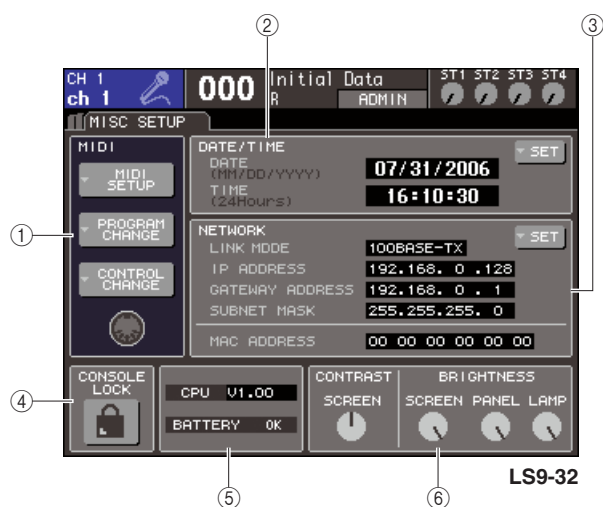 ② ③
CH 1
ch 1
000 Initial Data
R ADMIN
ST1 ST2 ST3 ST4
MISC SETUP
MIDI
MIDI SETUP
PROGRAM CHANGE
CONTROL CHANGE
①
DATE/TIME
SET
DATE (MM/DD/YYYY) 07/31/2006
TIME (24Hours) 16:10:30
NETWORK
SET
LINK MODE 100BASE-TX
IP ADDRESS 192.168. 0 .128
GATEWAY ADDRESS 192.168. 0 . 1
SUBNET MASK 255.255.255. 0
MAC ADDRESS 00 00 00 00 00 00
④
CONSOLE LOCK
CPU V1.00
BATTERY OK
CONTRAST
SCREEN
BRIGHTNESS
SCREEN PANEL LAMP
LS9-32
⑤ ⑥